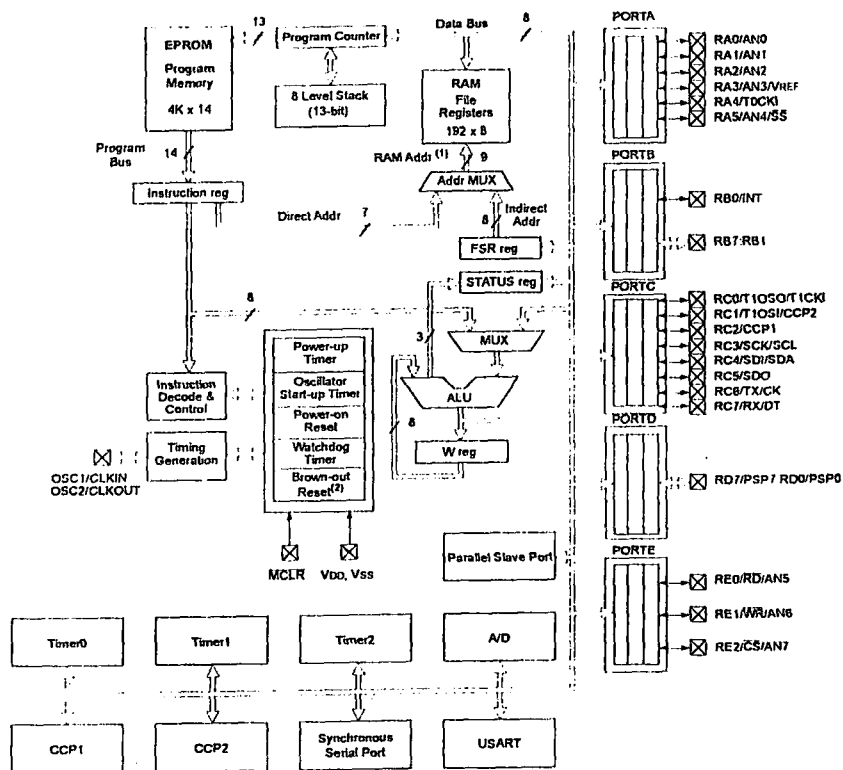 13
Data Bus
8
PORTA
EPROM
Program
Memory
4K x 14
Program Counter
8 Level Stack
(13-bit)
RAM
File
Registers
192 x 8
RA0/AN0
RA1/AN1
RA2/AN2
RA3/AN3/VREF
RA4/T0CKI
RA5/AN4/SS
Program
Bus
14
RAM Addr (1)
9
PORTB
Instruction reg
Addr MUX
Direct Addr
7
8
Indirect
Addr
RB0/INT
RB7:RB1
FSR reg
STATUS reg
PORTC
8
3
MUX
RC0/T1OSO/T1CKI
RC1/T1OSI/CCP2
RC2/CCP1
RC3/SCK/SCL
RC4/SDI/SDA
RC5/SDO
RC6/TX/CK
RC7/RX/DT
Power-up
Timer
Oscillator
Start-up Timer
Power-on
Reset
Watchdog
Timer
Brown-out
Reset(2)
Instruction
Decode &
Control
ALU
8
W reg
Timing
Generation
OSC1/CLKIN
OSC2/CLKOUT
PORTD
RD7/PSP7 RD0/PSP0
MCLR
VDD, VSS
Parallel Slave Port
PORTE
RE0/RD/AN5
RE1/WR/AN6
RE2/CS/AN7
Timer0
Timer1
Timer2
A/D
CCP1
CCP2
Synchronous
Serial Port
USART